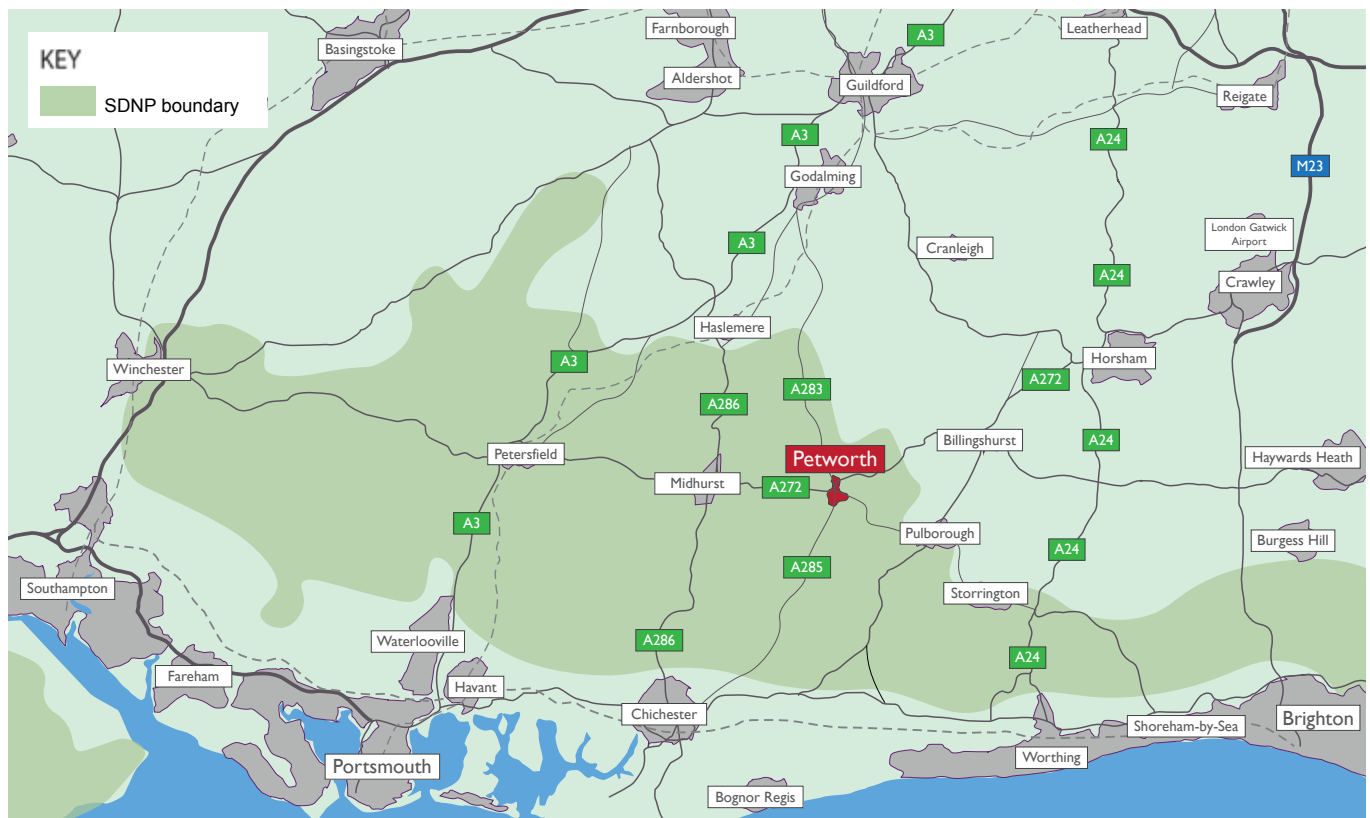 KEY
SDNP boundary
Basingstoke
Farnborough
Aldershot
A3
Guildford
Leatherhead
Reigate
A3
A24
M23
Godalming
A3
Cranleigh
London Gatwick
Airport
A24
Crawley
Haslemere
Winchester
A3
A283
A272
Horsham
A286
A24
Petersfield
Petworth
Billingshurst
Haywards Heath
Midhurst
A272
A3
Pulborough
Burgess Hill
A24
A285
Southampton
Storrington
Waterlooville
A286
A24
Fareham
Havant
Chichester
Brighton
Shoreham-by-Sea
Portsmouth
Worthing
Bognor Regis